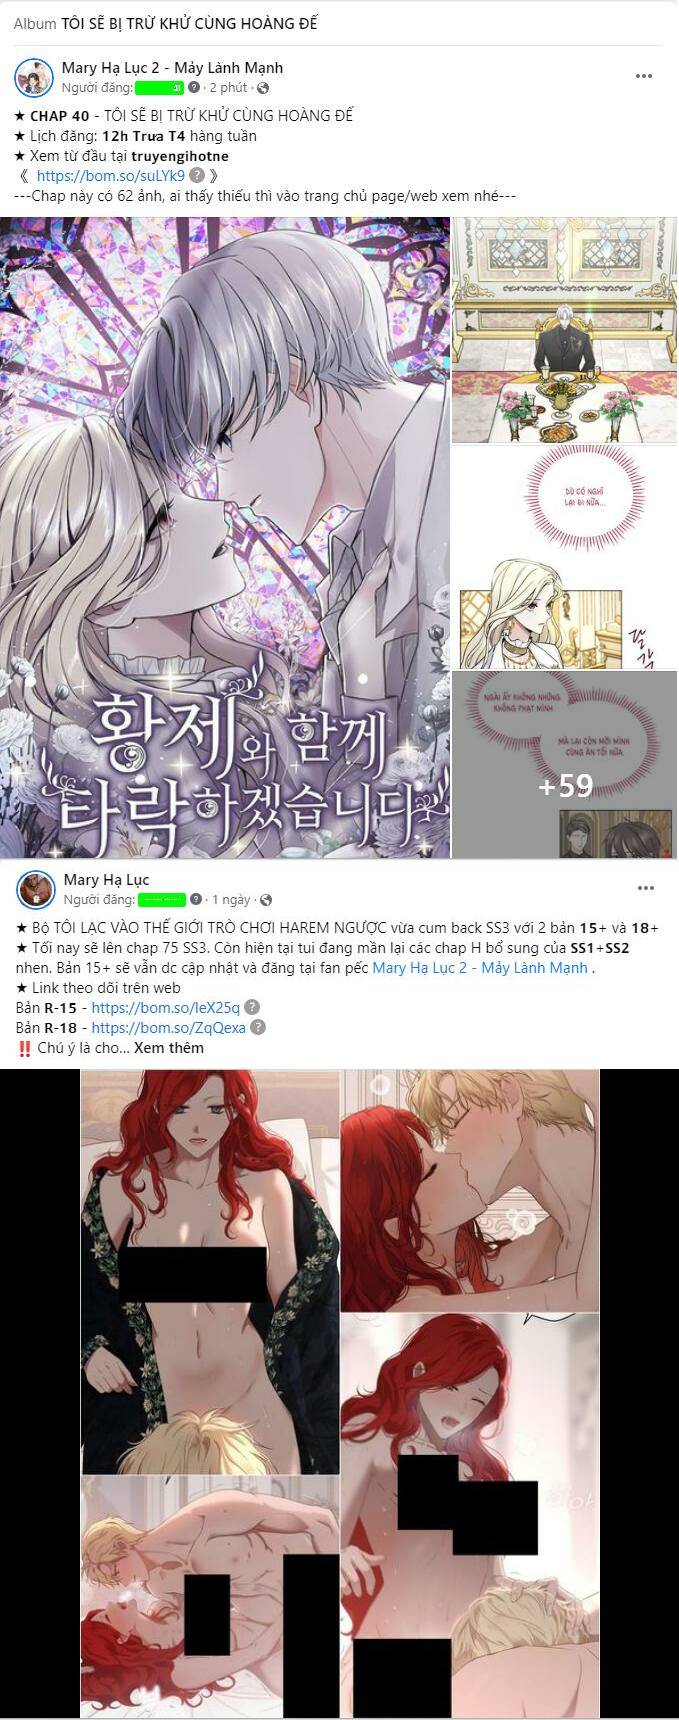 Album TÔI SẼ BỊ TRỪ KHỬ CÙNG HOÀNG ĐẾ
Mary Hạ Lục 2 - Mảy Lành Mạnh
Người đăng:
· 2 phút ·
★ CHAP 40 - TÔI SẼ BỊ TRỪ KHỬ CÙNG HOÀNG ĐẾ
★ Lịch đăng: 12h Trưa T4 hàng tuần
★ Xem từ đầu tại truyengihotne
《 https://bom.so/suLYk9 ? 》
---Chap này có 62 ảnh, ai thấy thiếu thì vào trang chủ page/web xem nhé---
DÙ CÓ NGHĨ
LẠI ĐI NỮA...
달칵
황제와 함께
타락하겠습니다
NGÀI ẤY KHÔNG NHỮNG
KHÔNG PHẠT MÌNH
MÀ LẠI CÒN MỜI MÌNH
CÙNG ĂN TỐI NỮA.
+59
Mary Hạ Lục
Người đăng:
· 1 ngày ·
★ Bộ TÔI LẠC VÀO THẾ GIỚI TRÒ CHƠI HAREM NGƯỢC vừa cum back SS3 với 2 bản 15+ và 18+
★ Tối nay sẽ lên chap 75 SS3. Còn hiện tại tui đang mần lại các chap H bổ sung của SS1+SS2
nhen. Bản 15+ sẽ vẫn dc cập nhật và đăng tại fan pếc Mary Hạ Lục 2 - Mảy Lành Mạnh .
★ Link theo dõi trên web
Bản R-15 - https://bom.so/IeX25q ?
Bản R-18 - https://bom.so/ZqQexa ?
‼ Chú ý là cho... Xem thêm